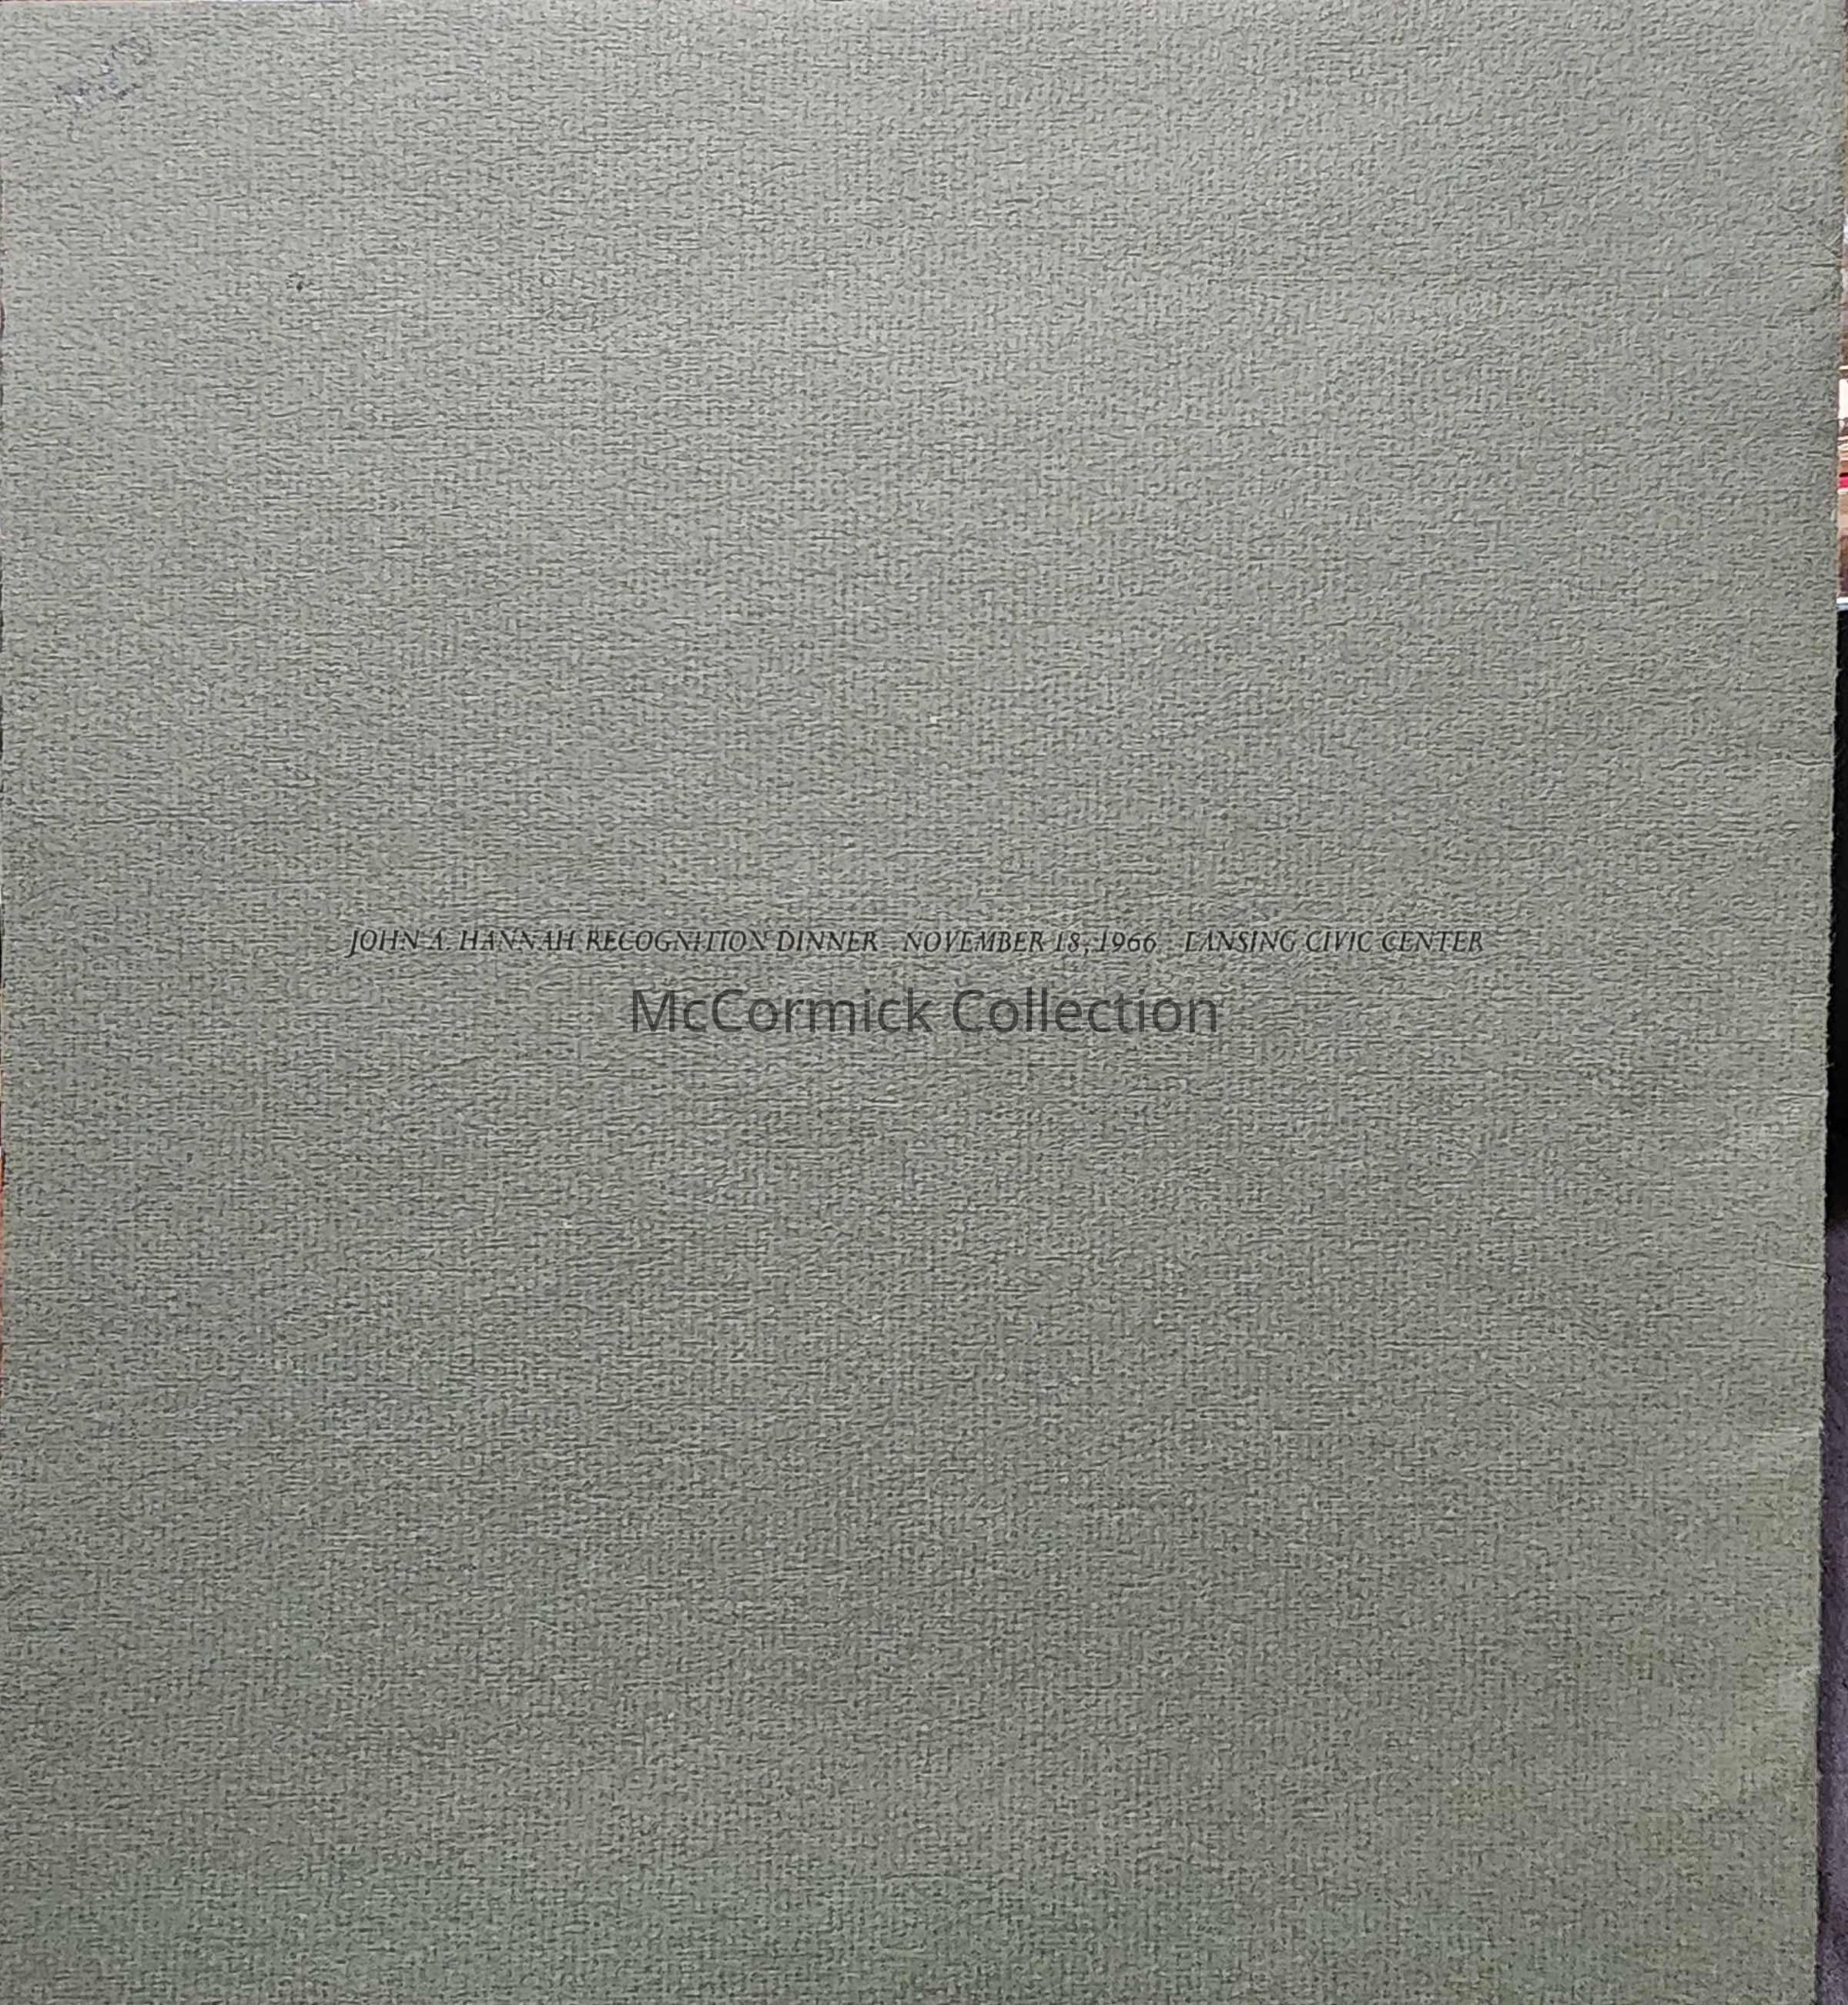 JOHN A. HANNAH RECOGNITION DINNER NOVEMBER 18, 1966 LANSING CIVIC CENTER
McCormick Collection